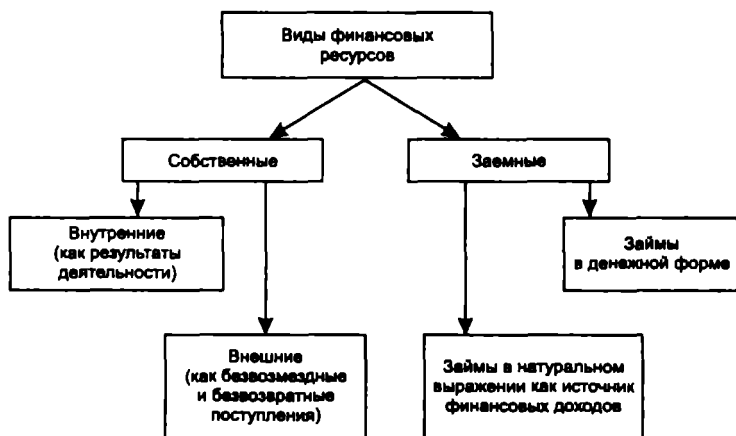 Виды финансовых
ресурсов
Собственные
Заемные
Внутренние
(как результаты
деятельности)
Займы
в денежной форме
Внешние
(как безвозмездные
и безвозвратные
поступления)
Займы в натуральном
выражении как источник
финансовых доходов